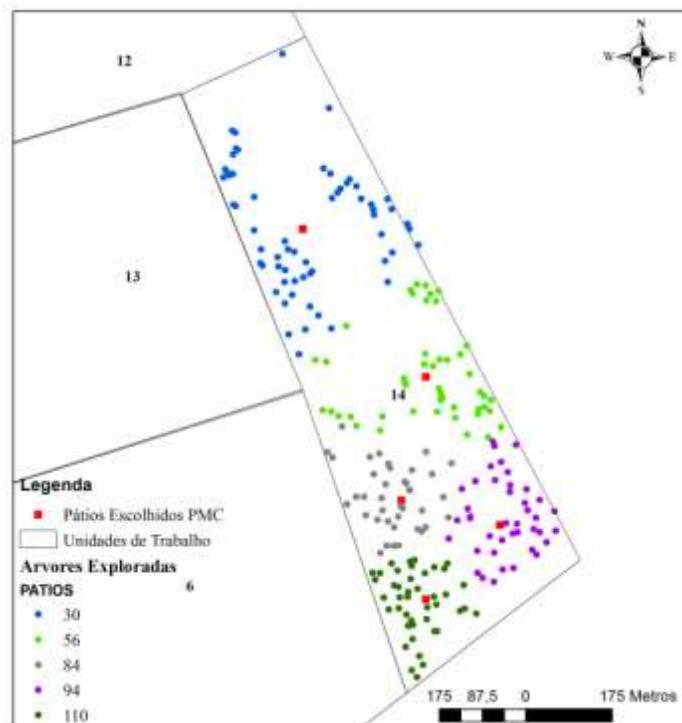 12
N
W E
S
13
14
Legenda
Pátios Escolhidos PMC
Unidades de Trabalho
Arvores Exploradas
PATIOS
6
30
56
84
94
110
175 87,5 0 175 Metros